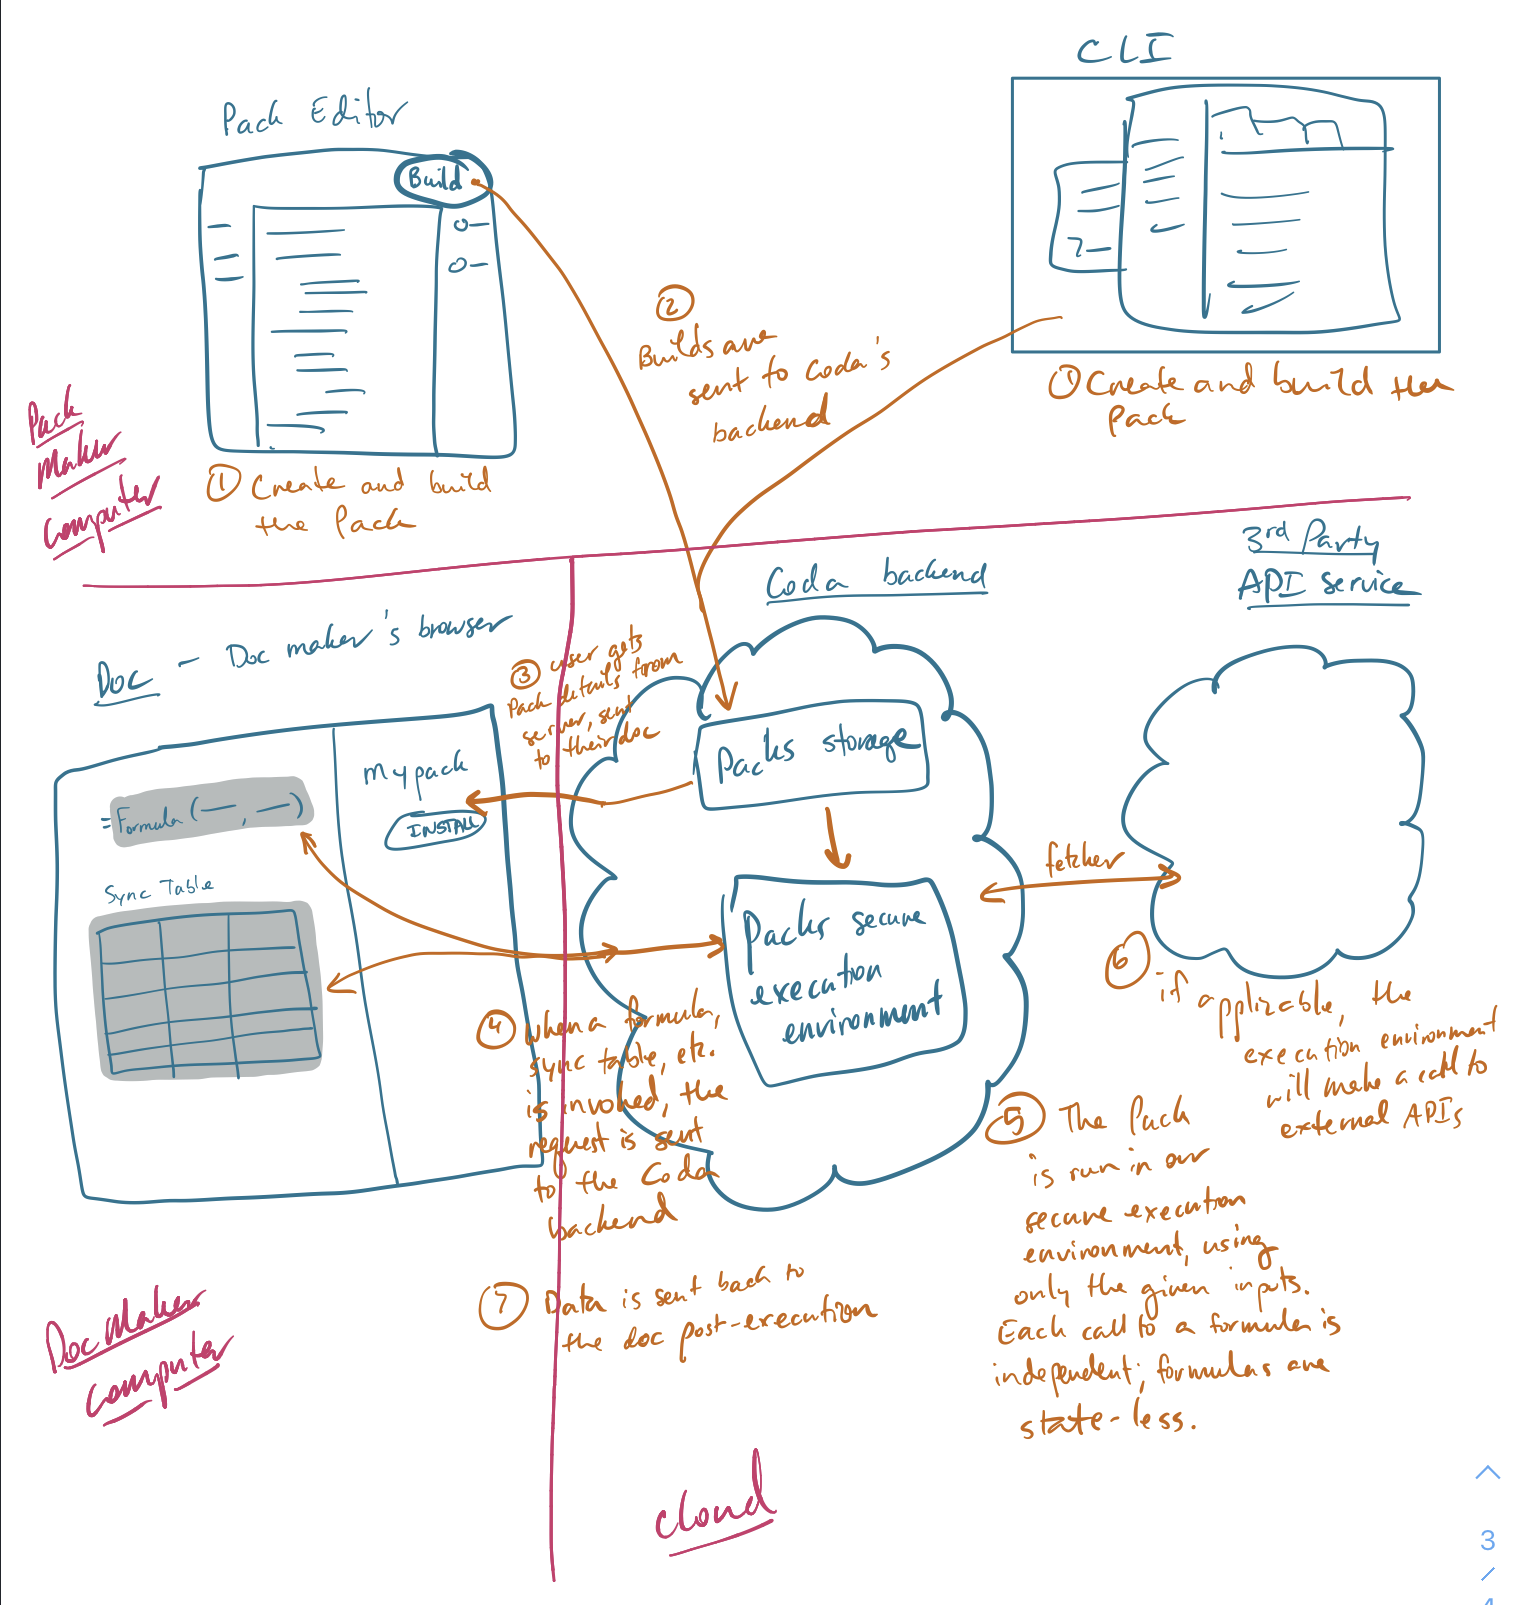 CLI
Pack Editor
Build
②
Builds are
sent to Coda's
backend
① Create and build the
Pack
Pack
Maker
Computer
① Create and build
the Pack
3rd Party
API service
Coda backend
Doc - Doc maker's browser
③ user gets
Pack details from
server, sent
to their doc
Packs storage
My pack
INSTALL
=Formula(—, —)
Sync Table
fetcher
Packs secure
execution
environment
⑥
if applicable, the
execution environment
will make a call to
external APIs
④ when a formula,
sync table, etc.
is invoked, the
request is sent
to the Coda
backend
⑤ The Pack
is run in our
secure execution
environment, using
only the given inputs.
Each call to a formula is
independent; formulas are
state-less.
⑦ Data is sent back to
the doc post-execution
Doc Maker
Computer
cloud
3
/
4